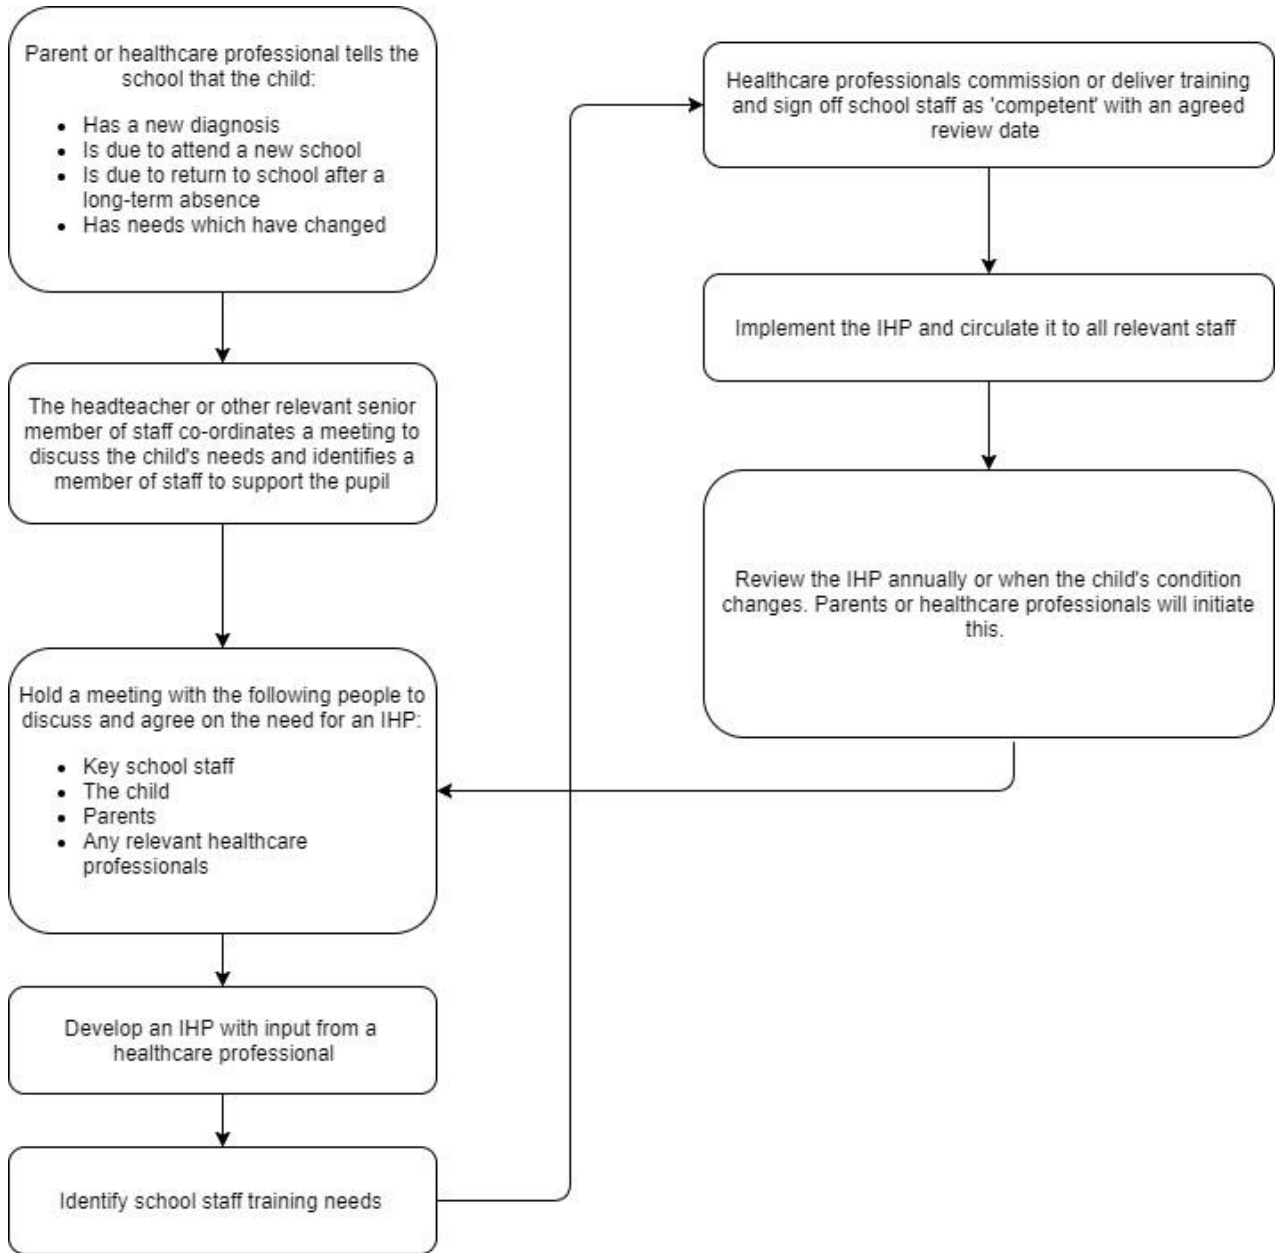 Parent or healthcare professional tells the
school that the child:
• Has a new diagnosis
• Is due to attend a new school
• Is due to return to school after a
long-term absence
• Has needs which have changed
The headteacher or other relevant senior
member of staff co-ordinates a meeting to
discuss the child's needs and identifies a
member of staff to support the pupil
Hold a meeting with the following people to
discuss and agree on the need for an IHP:
• Key school staff
• The child
• Parents
• Any relevant healthcare
professionals
Develop an IHP with input from a
healthcare professional
Identify school staff training needs
Healthcare professionals commission or deliver training
and sign off school staff as 'competent' with an agreed
review date
Implement the IHP and circulate it to all relevant staff
Review the IHP annually or when the child's condition
changes. Parents or healthcare professionals will initiate
this.